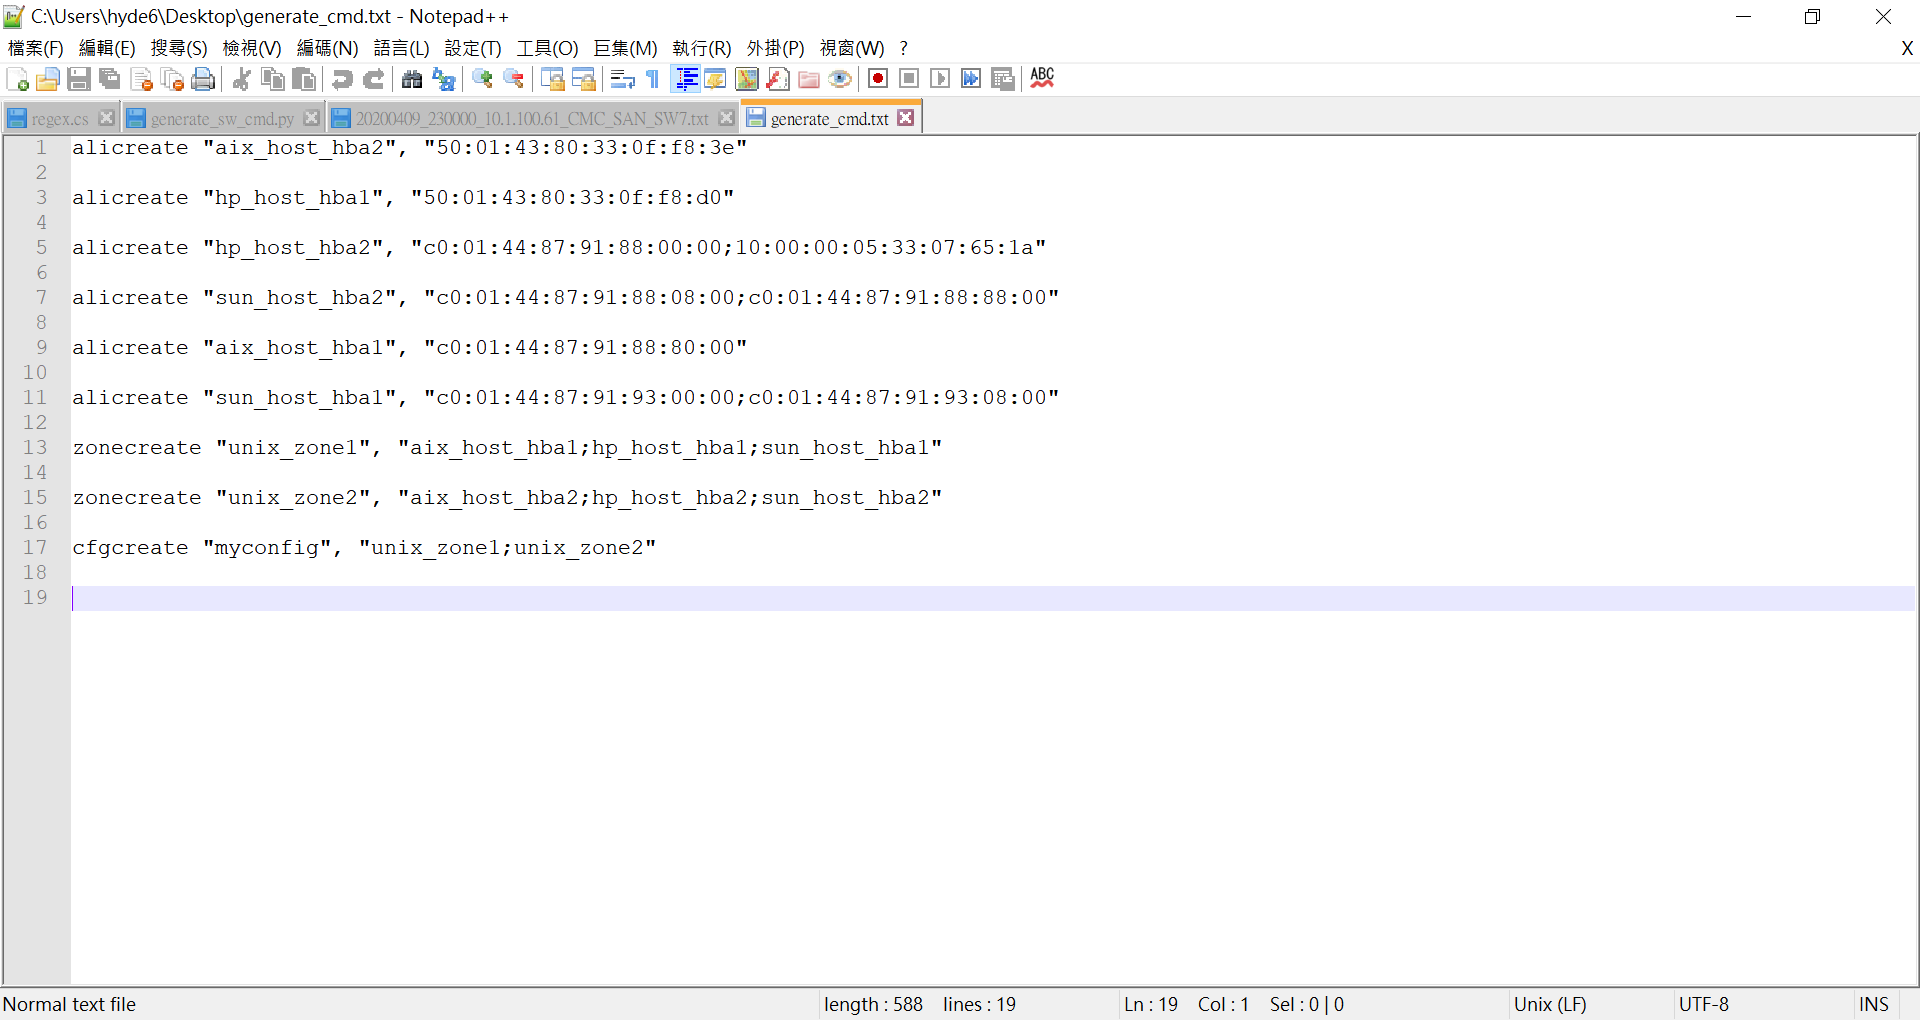 C:\Users\hyde6\Desktop\generate_cmd.txt - Notepad++
檔案(F) 編輯(E) 搜尋(S) 檢視(V) 編碼(N) 語言(L) 設定(T) 工具(O) 巨集(M) 執行(R) 外掛(P) 視窗(W) ? X
ABC
regex.cs generate_sw_cmd.py 20200409_230000_10.1.100.61_CMC_SAN_SW7.txt generate_cmd.txt
1 alicreate "aix_host_hba2", "50:01:43:80:33:0f:f8:3e"
2
3 alicreate "hp_host_hba1", "50:01:43:80:33:0f:f8:d0"
4
5 alicreate "hp_host_hba2", "c0:01:44:87:91:88:00:00;10:00:00:05:33:07:65:1a"
6
7 alicreate "sun_host_hba2", "c0:01:44:87:91:88:08:00;c0:01:44:87:91:88:88:00"
8
9 alicreate "aix_host_hba1", "c0:01:44:87:91:88:80:00"
10
11 alicreate "sun_host_hba1", "c0:01:44:87:91:93:00:00;c0:01:44:87:91:93:08:00"
12
13 zonecreate "unix_zone1", "aix_host_hba1;hp_host_hba1;sun_host_hba1"
14
15 zonecreate "unix_zone2", "aix_host_hba2;hp_host_hba2;sun_host_hba2"
16
17 cfgcreate "myconfig", "unix_zone1;unix_zone2"
18
19
Normal text file length : 588 lines : 19 Ln : 19 Col : 1 Sel : 0 | 0 Unix (LF) UTF-8 INS